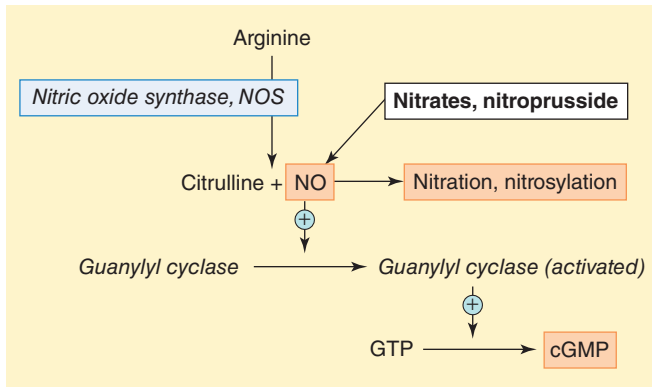 Arginine
Nitric oxide synthase, NOS
Nitrates, nitroprusside
Citrulline + NO
Nitration, nitrosylation
+
Guanylyl cyclase
Guanylyl cyclase (activated)
+
GTP
cGMP